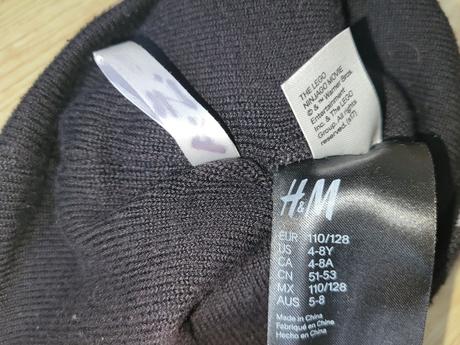 THE LEGO
NINJAGO MOVIE
© & ™ Warner Bros.
Entertainment
Inc. & The LEGO
Group. All rights
reserved. (s17)
H&M
EUR 110/128
US 4-8Y
CA 4-8A
CN 51-53
MX 110/128
AUS 5-8
Made in China
Fabriqué en Chine
Hecho en China